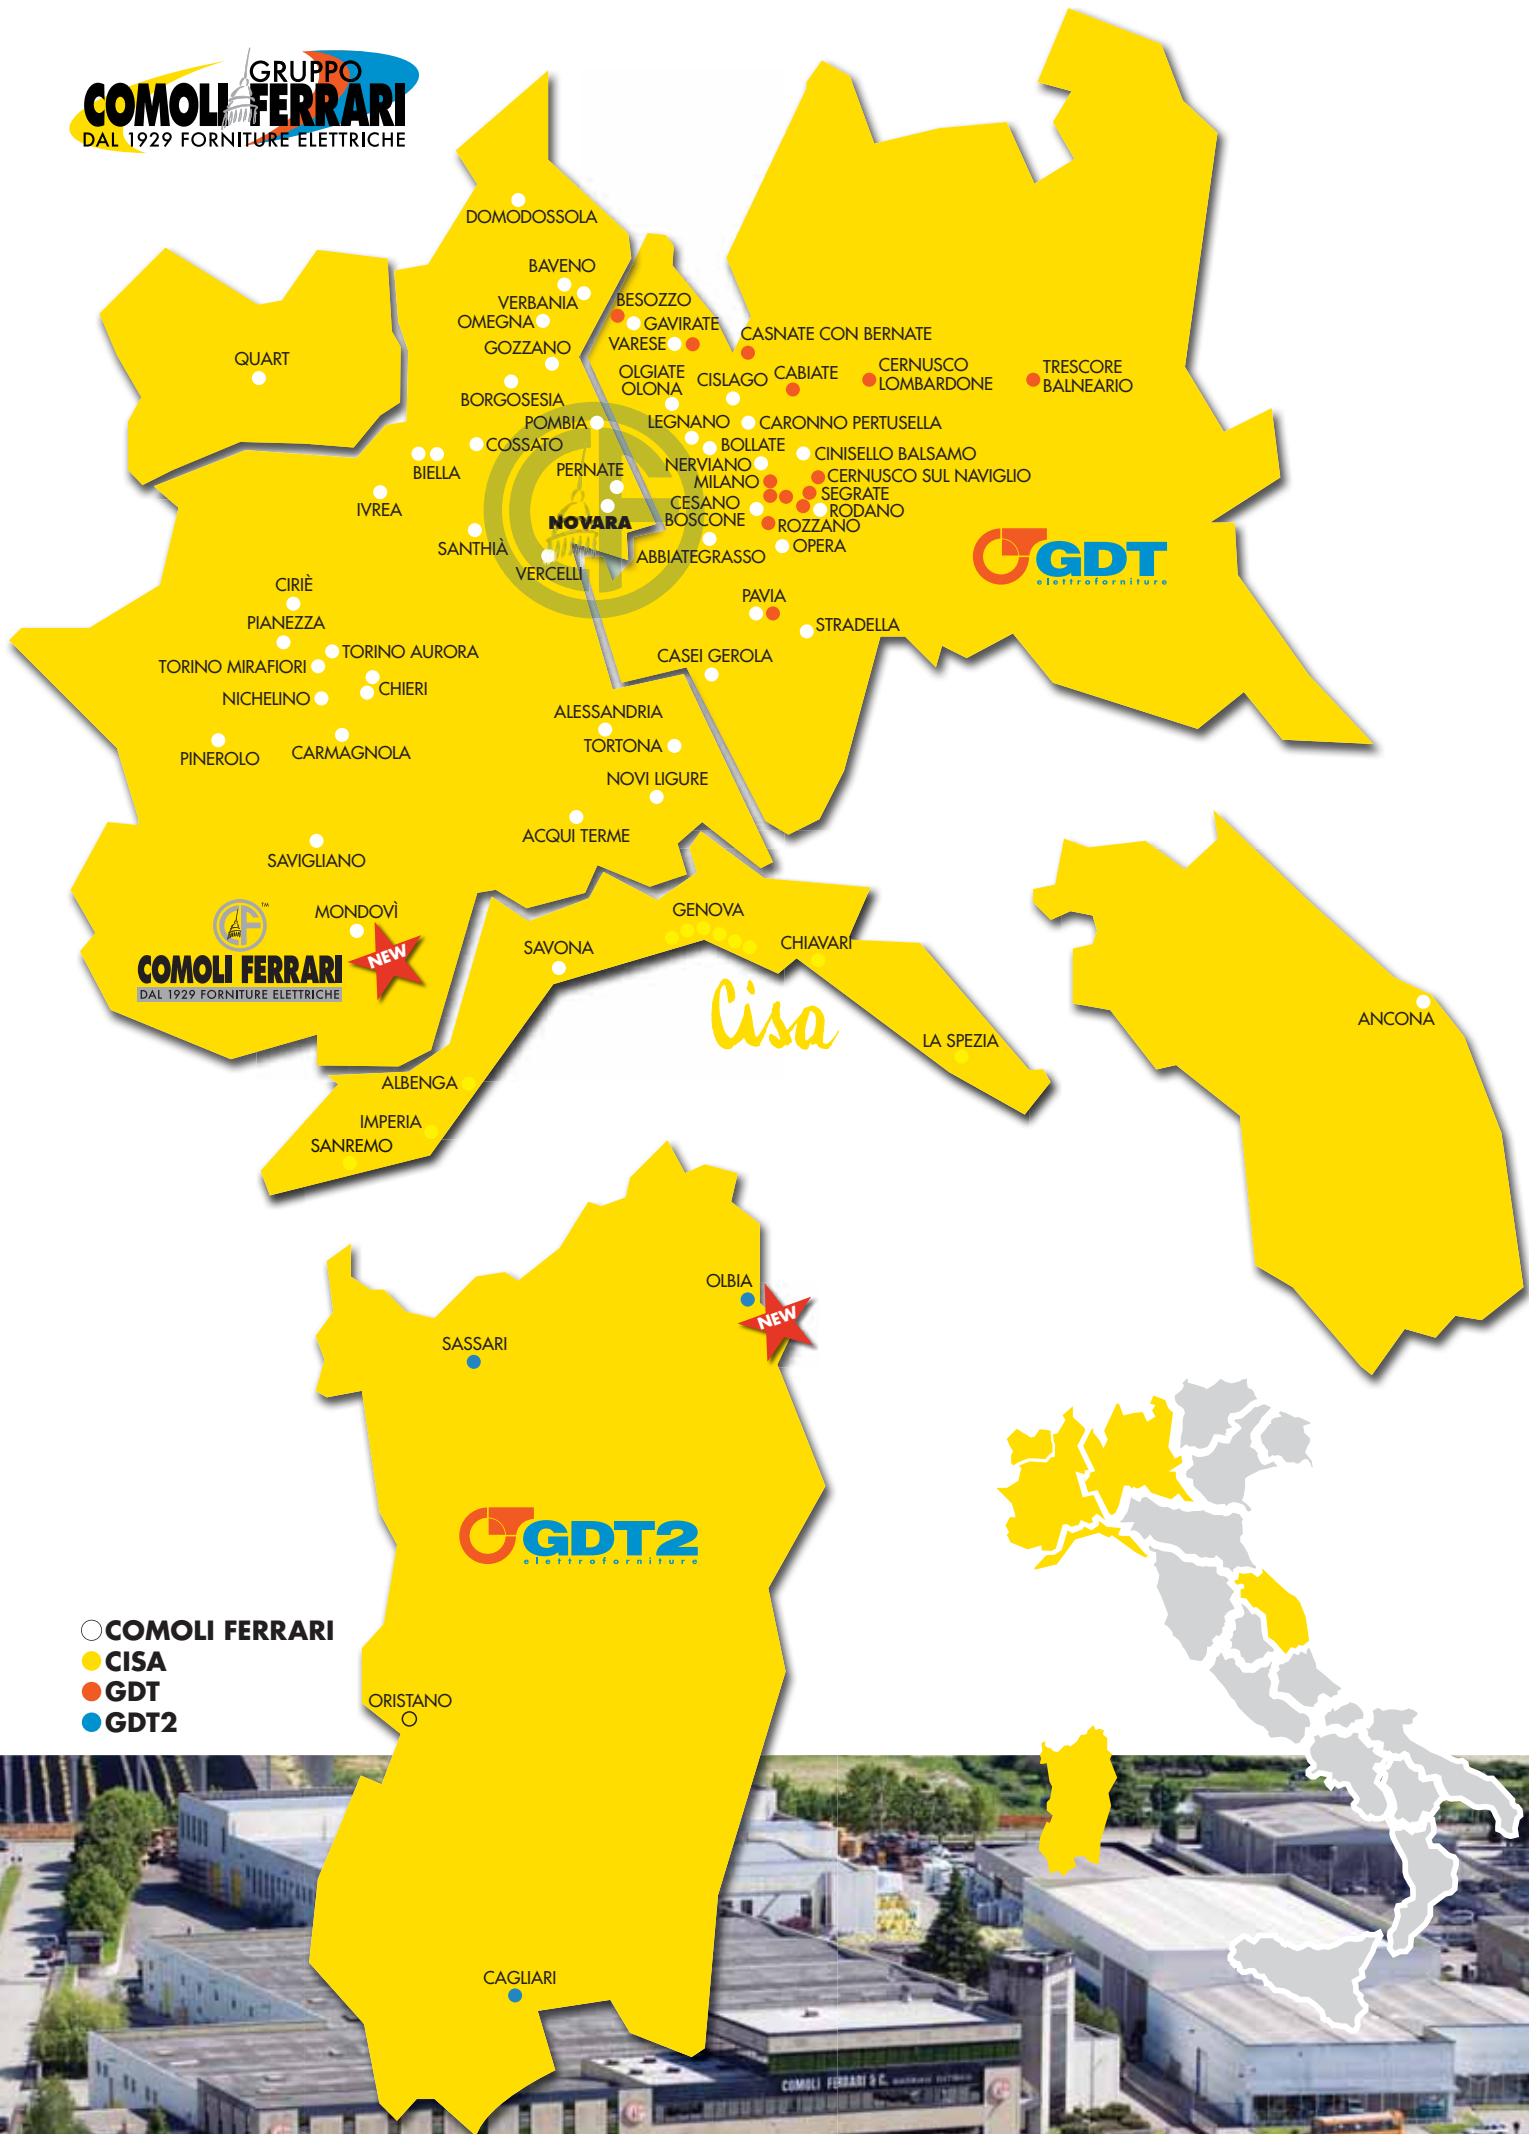 GRUPPO
COMOLI FERRARI
DAL 1929 FORNITURE ELETTRICHE
DOMODOSSOLA
BAVENO
VERBANIA
OMEGNA
GOZZANO
BORGOSESIA
POMBIA
COSSATO
BIELLA
PERNATE
IVREA
NOVARA
SANTHIÀ
VERCELLI
QUART
BESOZZO
GAVIRATE
VARESE
CASNATE CON BERNATE
OLGIATE
OLONA
CISLAGO
CABIATE
CERNUSCO
LOMBARDONE
TRESCORE
BALNEARIO
LEGNANO
CARONNO PERTUSELLA
BOLLATE
CINISELLO BALSAMO
NERVIANO
MILANO
CERNUSCO SUL NAVIGLIO
SEGRATE
CESANO
BOSCONE
RODANO
ROZZANO
OPERA
ABBIATEGRASSO
GDT
elettroforniture
PAVIA
STRADELLA
CASEI GEROLA
CIRIÈ
PIANEZZA
TORINO AURORA
TORINO MIRAFIORI
CHIERI
NICHELINO
PINEROLO
CARMAGNOLA
ALESSANDRIA
TORTONA
NOVI LIGURE
ACQUI TERME
SAVIGLIANO
MONDOVÌ
NEW
CF
TM
COMOLI FERRARI
DAL 1929 FORNITURE ELETTRICHE
GENOVA
SAVONA
CHIAVARI
Cisa
LA SPEZIA
ALBENGA
IMPERIA
SANREMO
ANCONA
OLBIA
NEW
SASSARI
GDT2
elettroforniture
ORISTANO
CAGLIARI
COMOLI FERRARI
CISA
GDT
GDT2
COMOLI FERRARI & C.